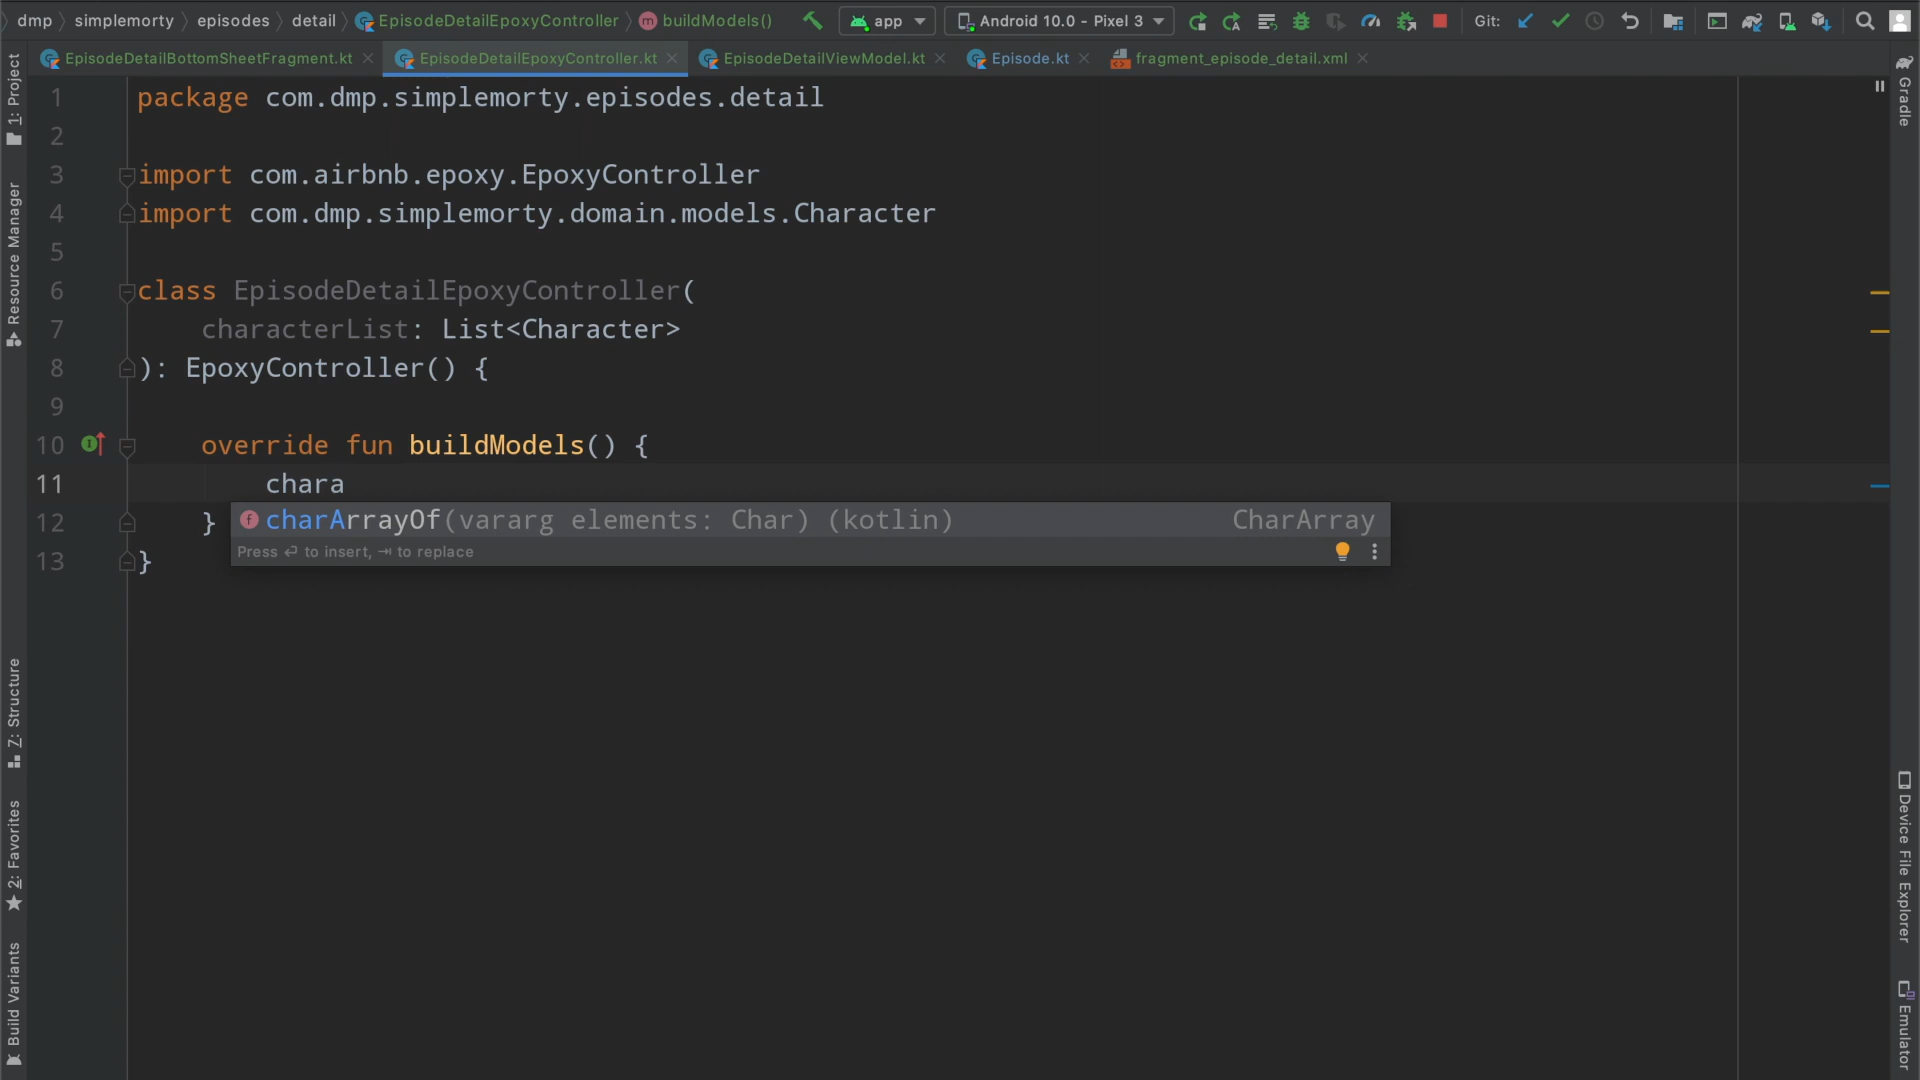 dmp simplemorty episodes detail EpisodeDetailEpoxyController buildModels() app Android 10.0 - Pixel 3 Git:
EpisodeDetailBottomSheetFragment.kt EpisodeDetailEpoxyController.kt EpisodeDetailViewModel.kt Episode.kt fragment_episode_detail.xml
1: Project
Resource Manager
Z: Structure
2: Favorites
Build Variants
1 package com.dmp.simplemorty.episodes.detail
2
3 import com.airbnb.epoxy.EpoxyController
4 import com.dmp.simplemorty.domain.models.Character
5
6 class EpisodeDetailEpoxyController(
7 characterList: List<Character>
8 ): EpoxyController() {
9
10 override fun buildModels() {
11 chara
12 }
charArrayOf(vararg elements: Char) (kotlin) CharArray
Press ↵ to insert, ⇥ to replace
13 }
Gradle
Device File Explorer
Emulator